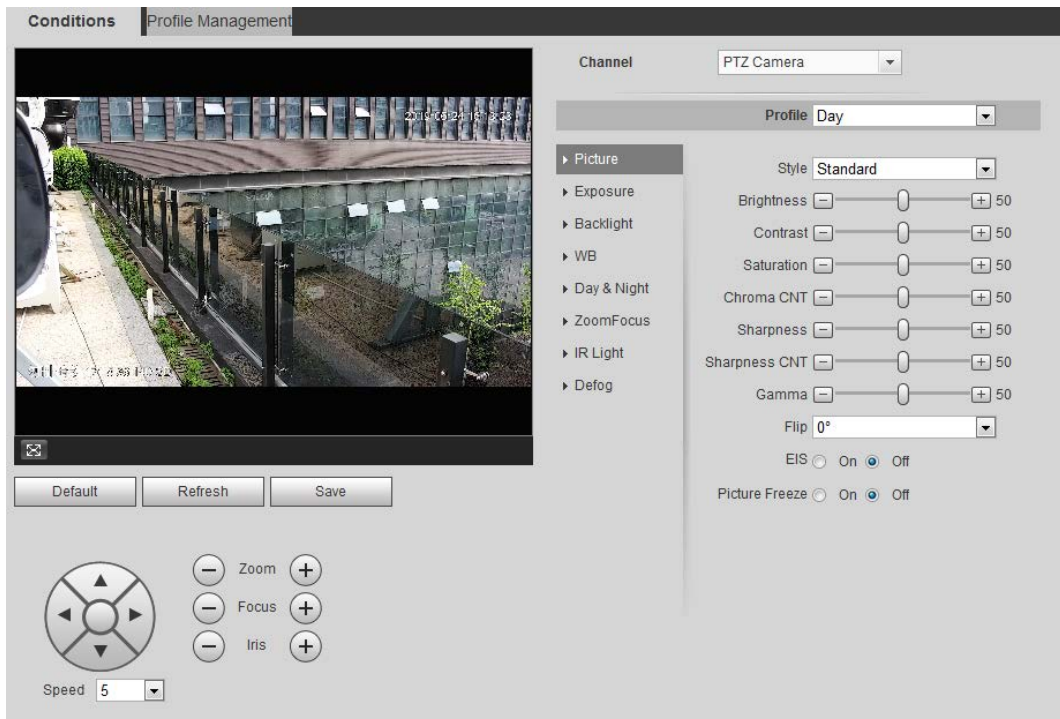 Conditions
Profile Management
Channel
PTZ Camera
Profile Day
Picture
Exposure
Backlight
WB
Day & Night
ZoomFocus
IR Light
Defog
Style Standard
Brightness 50
Contrast 50
Saturation 50
Chroma CNT 50
Sharpness 50
Sharpness CNT 50
Gamma 50
Flip 0°
EIS On Off
Picture Freeze On Off
Default
Refresh
Save
Zoom
Focus
Iris
Speed 5